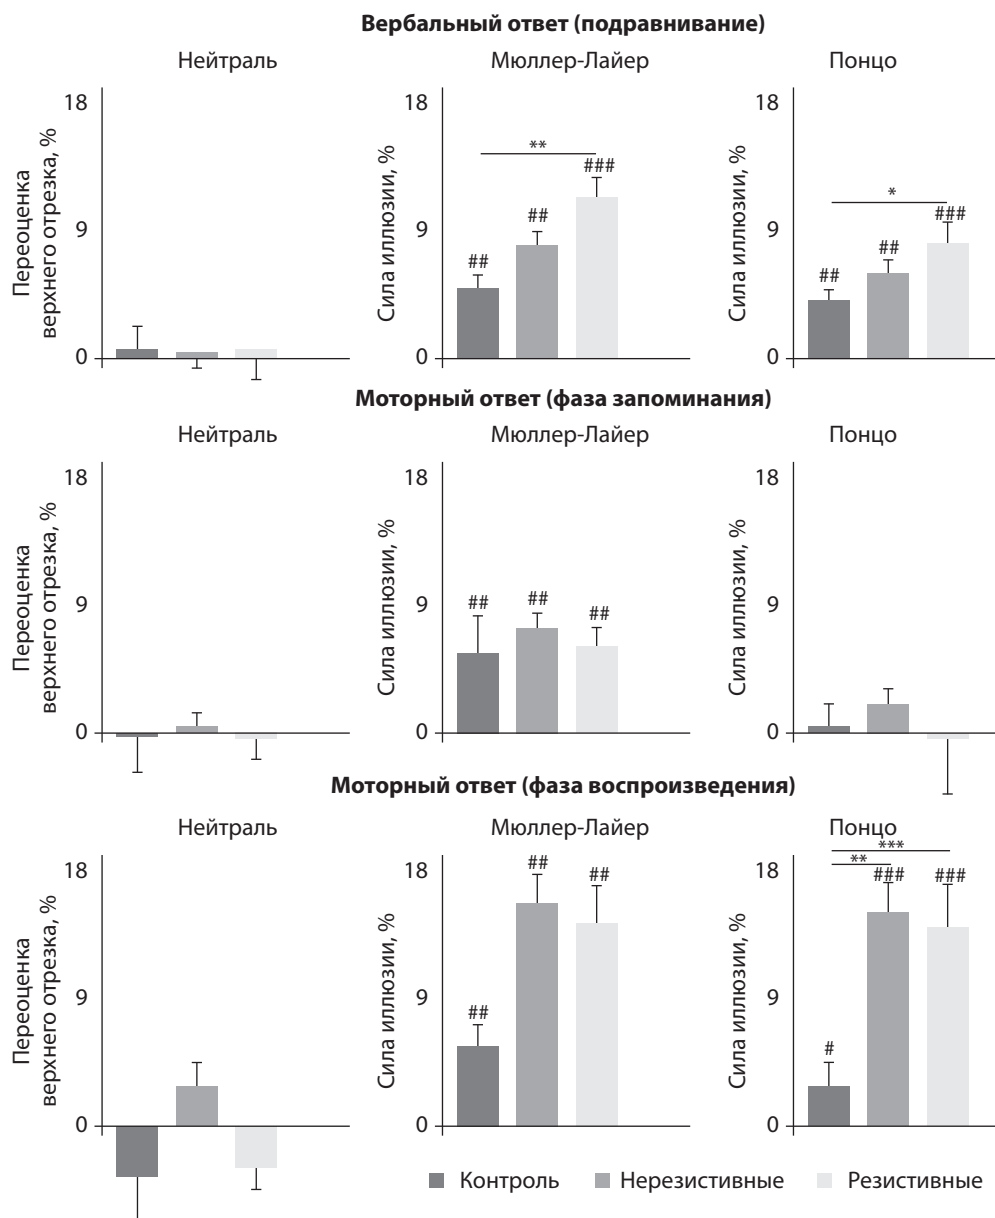 Вербальный ответ (подравнивание)
Нейтраль
Мюллер-Лайер
Понцо
Переоценка
верхнего отрезка, %
18
9
0
Сила иллюзии, %
18
9
0
##
##
###
**
Сила иллюзии, %
18
9
0
##
##
###
*
Моторный ответ (фаза запоминания)
Нейтраль
Мюллер-Лайер
Понцо
Переоценка
верхнего отрезка, %
18
9
0
Сила иллюзии, %
18
9
0
##
##
##
Сила иллюзии, %
18
9
0
Моторный ответ (фаза воспроизведения)
Нейтраль
Мюллер-Лайер
Понцо
Переоценка
верхнего отрезка, %
18
9
0
Сила иллюзии, %
18
9
0
##
##
##
Сила иллюзии, %
18
9
0
***
**
#
###
###
Контроль
Нерезистивные
Резистивные